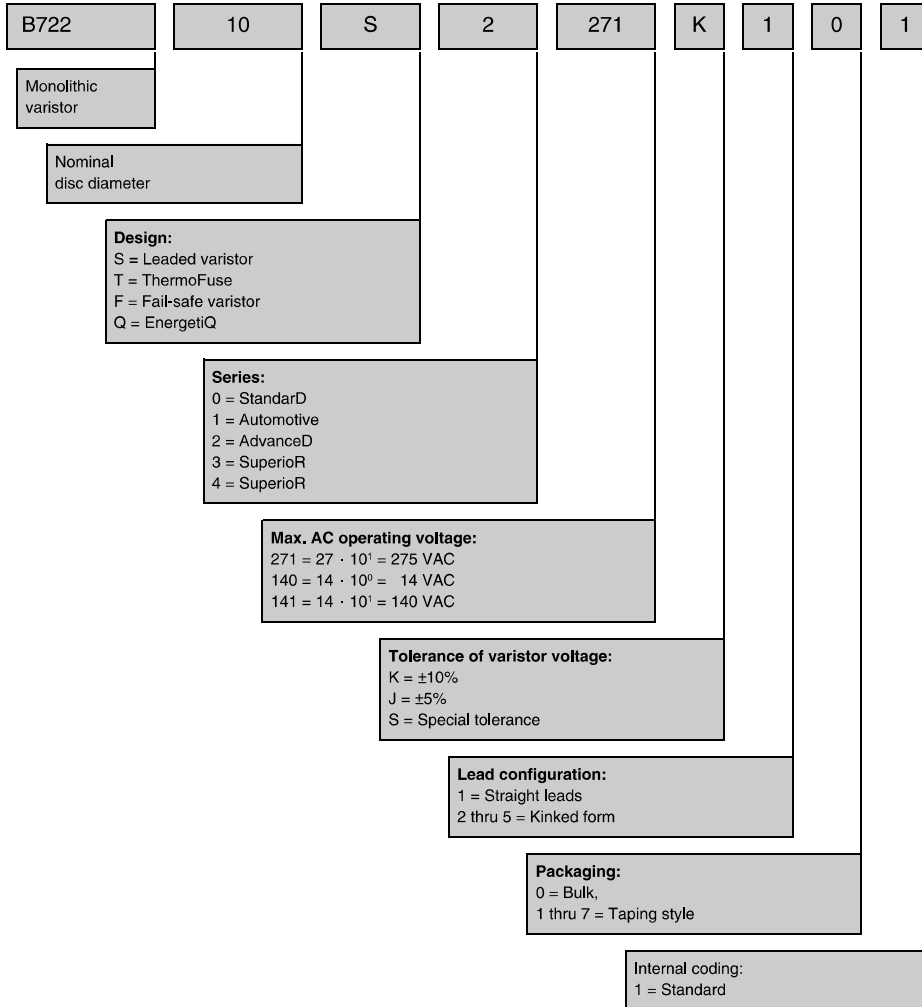 B722 10 S 2 271 K 1 0 1
Monolithic
varistor
Nominal
disc diameter
Design:
S = Leaded varistor
T = ThermoFuse
F = Fail-safe varistor
Q = EnergetiQ
Series:
0 = StandarD
1 = Automotive
2 = AdvanceD
3 = SuperioR
4 = SuperioR
Max. AC operating voltage:
271 = 27 · 10¹ = 275 VAC
140 = 14 · 10⁰ = 14 VAC
141 = 14 · 10¹ = 140 VAC
Tolerance of varistor voltage:
K = ±10%
J = ±5%
S = Special tolerance
Lead configuration:
1 = Straight leads
2 thru 5 = Kinked form
Packaging:
0 = Bulk,
1 thru 7 = Taping style
Internal coding:
1 = Standard